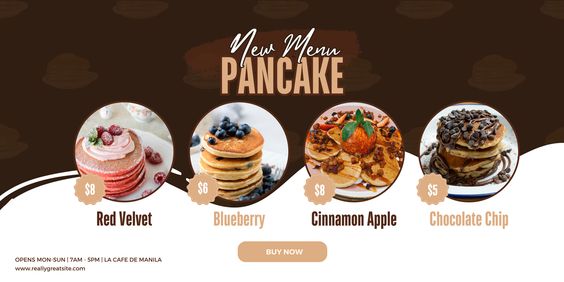 New Menu
PANCAKE
$8
$6
$8
$5
Red Velvet
Blueberry
Cinnamon Apple
Chocolate Chip
BUY NOW
OPENS MON-SUN | 7AM - 5PM | LA CAFE DE MANILA
www.reallygreatsite.com